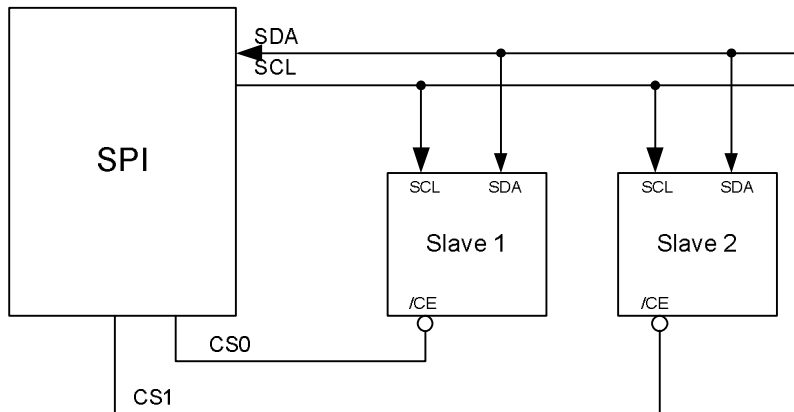 SDA
SCL
SPI
SCL SDA
SCL SDA
Slave 1
Slave 2
/CE
/CE
CS0
CS1